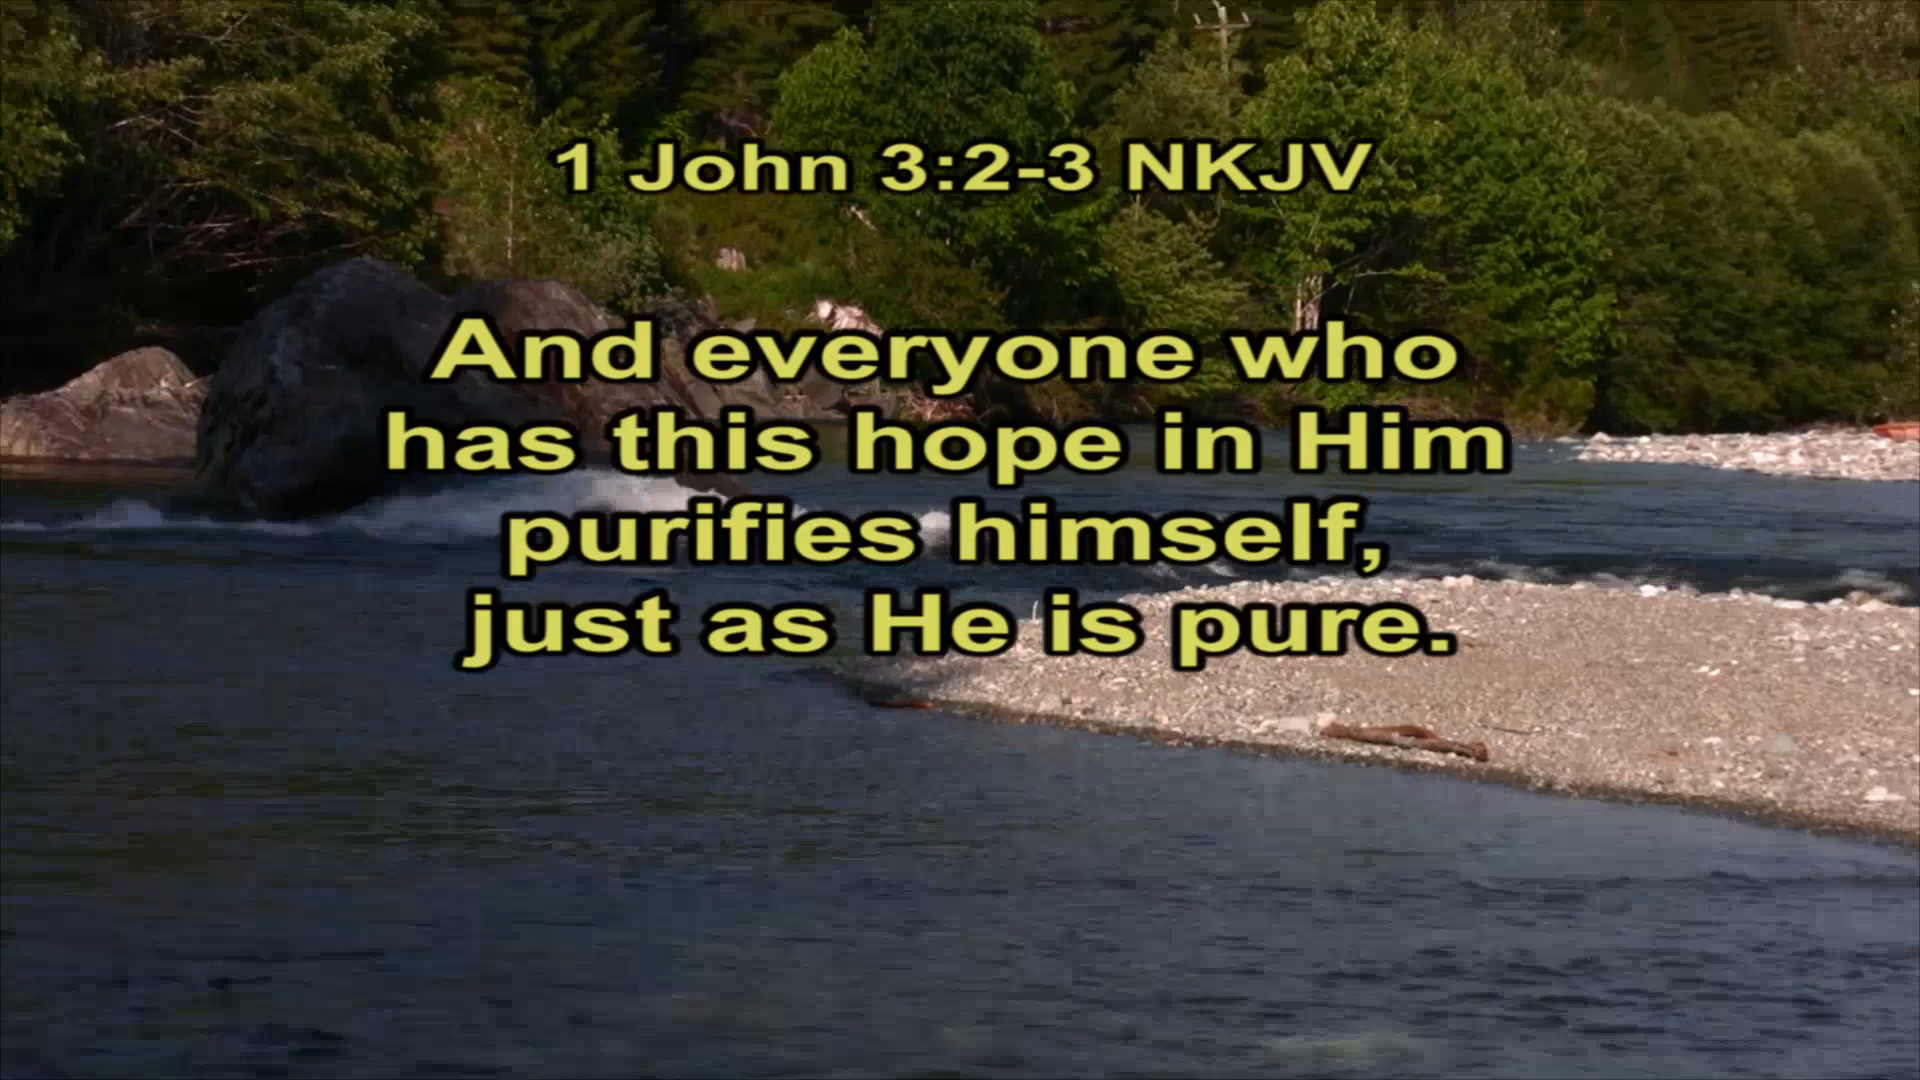 1 John 3:2-3 NKJV
And everyone who
has this hope in Him
purifies himself,
just as He is pure.